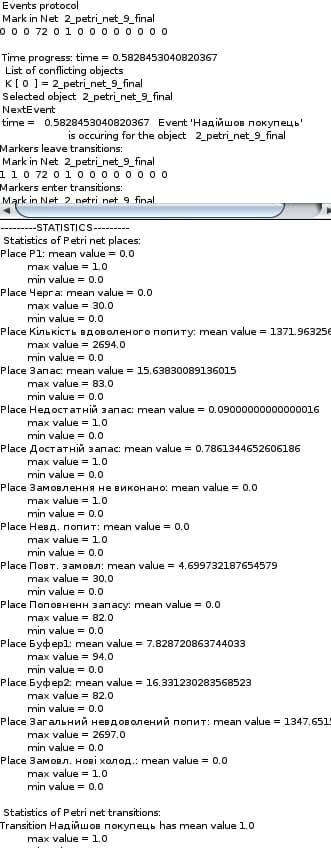 Events protocol
Mark in Net 2_petri_net_9_final
0 0 0 72 0 1 0 0 0 0 0 0 0 0
Time progress: time = 0.5828453040820367
List of conflicting objects
K [ 0 ] = 2_petri_net_9_final
Selected object 2_petri_net_9_final
NextEvent
time = 0.5828453040820367 Event 'Надійшов покупець'
is occuring for the object 2_petri_net_9_final
Markers leave transitions:
Mark in Net 2_petri_net_9_final
1 1 0 72 0 1 0 0 0 0 0 0 0 0
Markers enter transitions:
Mark in Net 2_petri_net_9_final
---------STATISTICS---------
Statistics of Petri net places:
Place P1: mean value = 0.0
max value = 1.0
min value = 0.0
Place Черга: mean value = 0.0
max value = 30.0
min value = 0.0
Place Кількість вдоволеного попиту: mean value = 1371.963256
max value = 2694.0
min value = 0.0
Place Запас: mean value = 15.63830089136015
max value = 83.0
min value = 0.0
Place Недостатній запас: mean value = 0.09000000000000016
max value = 1.0
min value = 0.0
Place Достатній запас: mean value = 0.7861344652606186
max value = 1.0
min value = 0.0
Place Замовлення не виконано: mean value = 0.0
max value = 1.0
min value = 0.0
Place Невд. попит: mean value = 0.0
max value = 1.0
min value = 0.0
Place Повт. замовл: mean value = 4.699732187654579
max value = 30.0
min value = 0.0
Place Поповненн запасу: mean value = 0.0
max value = 82.0
min value = 0.0
Place Буфер1: mean value = 7.828720863744033
max value = 94.0
min value = 0.0
Place Буфер2: mean value = 16.331230283568523
max value = 82.0
min value = 0.0
Place Загальний невдоволений попит: mean value = 1347.651
max value = 2697.0
min value = 0.0
Place Замовл. нові холод.: mean value = 0.0
max value = 1.0
min value = 0.0
Statistics of Petri net transitions:
Transition Надійшов покупець has mean value 1.0
max value = 1.0